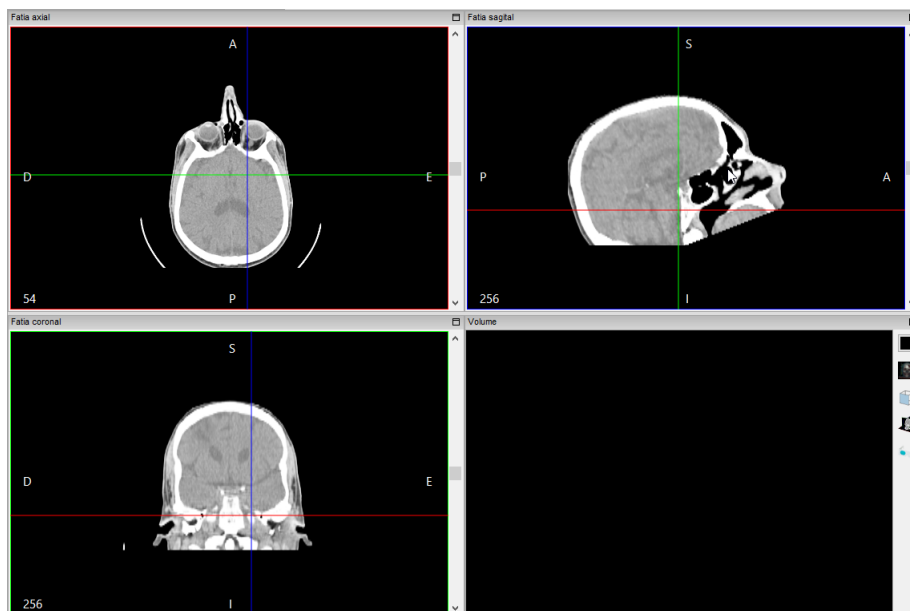 Fatia axial
A
D
E
54
P
Fatia sagital
S
P
A
256
I
Fatia coronal
S
D
E
256
I
Volume